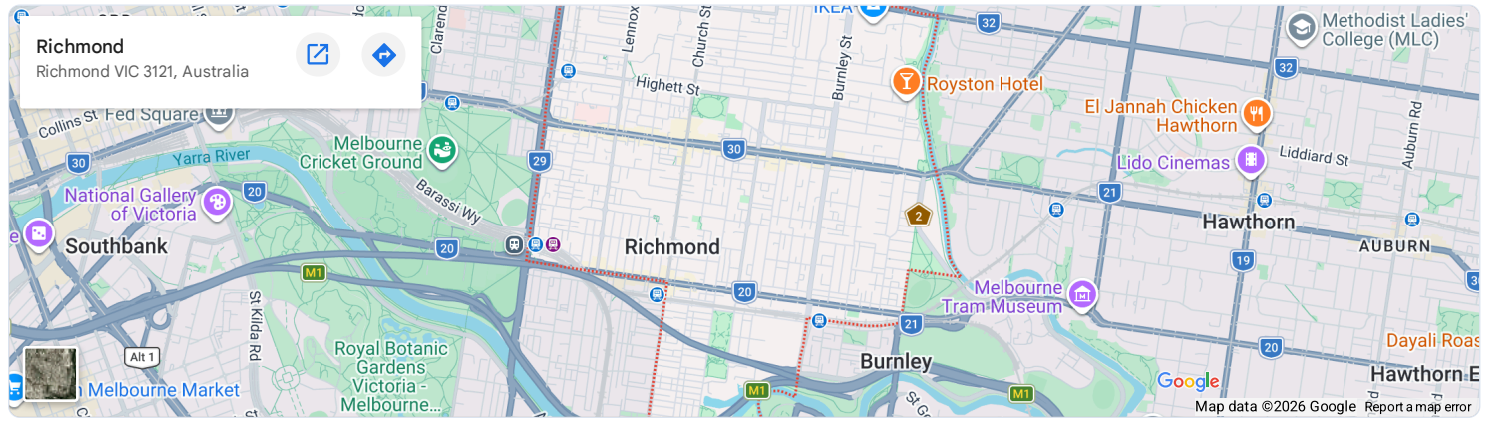 Richmond
Richmond VIC 3121, Australia
Clarend
Lennox
Church St
Burnley St
IKEA
32
Methodist Ladies'
College (MLC)
32
Highett St
Royston Hotel
El Jannah Chicken
Hawthorn
Auburn Rd
Collins St
Fed Square
Melbourne
Cricket Ground
30
29
30
Yarra River
Lido Cinemas
Liddiard St
National Gallery
of Victoria
20
Barassi Wy
21
2
Hawthorn
e
Southbank
20
Richmond
AUBURN
M1
19
20
Melbourne
Tram Museum
21
St Kilda Rd
Alt 1
Royal Botanic
Gardens
Victoria -
Melbourne...
Burnley
20
Dayali Roas
Hawthorn E
n Melbourne Market
M1
M1
St Ge
Google
Map data ©2026 Google
Report a map error